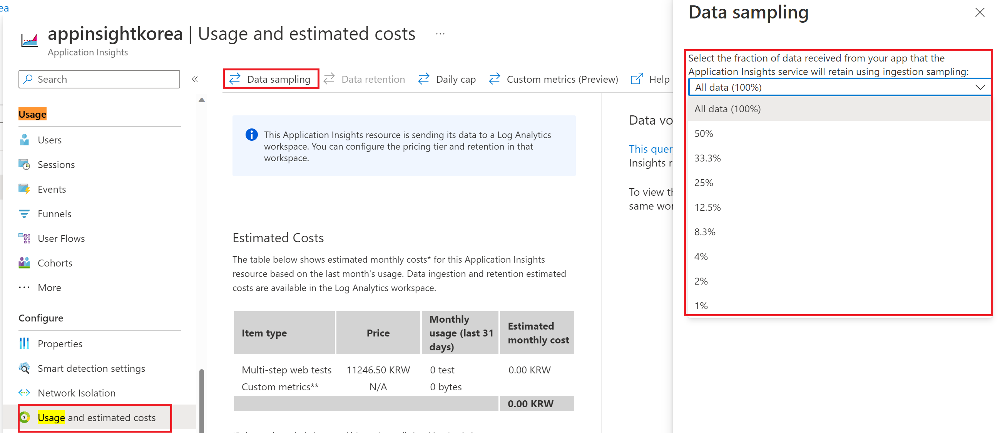 ea
appinsightkorea | Usage and estimated costs ...
Application Insights
Search
«
Usage
Users
Sessions
Events
Funnels
User Flows
Cohorts
More
Configure
Properties
Smart detection settings
Network Isolation
Usage and estimated costs
Data sampling
Data retention
Daily cap
Custom metrics (Preview)
Help
This Application Insights resource is sending its data to a Log Analytics
workspace. You can configure the pricing tier and retention in that
workspace.
Estimated Costs
The table below shows estimated monthly costs* for this Application Insights
resource based on the last month's usage. Data ingestion and retention estimated
costs are available in the Log Analytics workspace.
Item type
Price
Monthly
usage (last 31
days)
Estimated
monthly cost
Multi-step web tests 11246.50 KRW 0 test 0.00 KRW
Custom metrics** N/A 0 bytes
0.00 KRW
Data vo
This quer
Insights r
To view th
same wor
Data sampling
Select the fraction of data received from your app that the
Application Insights service will retain using ingestion sampling:
All data (100%)
All data (100%)
50%
33.3%
25%
12.5%
8.3%
4%
2%
1%